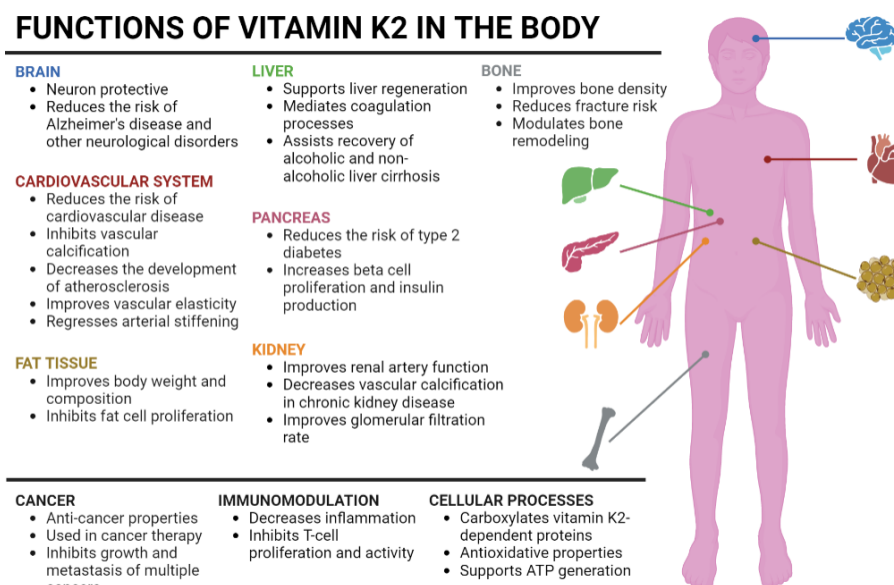 FUNCTIONS OF VITAMIN K2 IN THE BODY
BRAIN
• Neuron protective
• Reduces the risk of
Alzheimer's disease and
other neurological disorders
CARDIOVASCULAR SYSTEM
• Reduces the risk of
cardiovascular disease
• Inhibits vascular
calcification
• Decreases the development
of atherosclerosis
• Improves vascular elasticity
• Regresses arterial stiffening
FAT TISSUE
• Improves body weight and
composition
• Inhibits fat cell proliferation
LIVER
• Supports liver regeneration
• Mediates coagulation
processes
• Assists recovery of
alcoholic and non-
alcoholic liver cirrhosis
PANCREAS
• Reduces the risk of type 2
diabetes
• Increases beta cell
proliferation and insulin
production
KIDNEY
• Improves renal artery function
• Decreases vascular calcification
in chronic kidney disease
• Improves glomerular filtration
rate
BONE
• Improves bone density
• Reduces fracture risk
• Modulates bone
remodeling
CANCER
• Anti-cancer properties
• Used in cancer therapy
• Inhibits growth and
metastasis of multiple
IMMUNOMODULATION
• Decreases inflammation
• Inhibits T-cell
proliferation and activity
CELLULAR PROCESSES
• Carboxylates vitamin K2-
dependent proteins
• Antioxidative properties
• Supports ATP generation